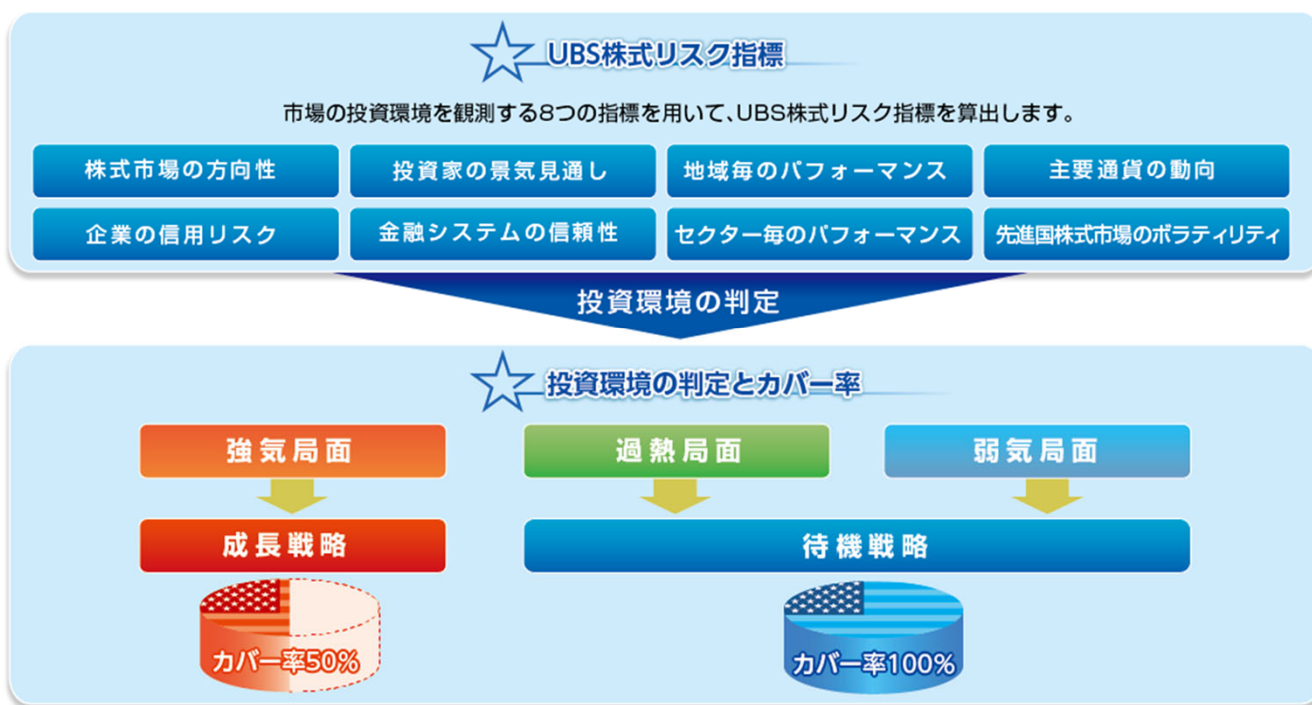 UBS株式リスク指標
市場の投資環境を観測する8つの指標を用いて、UBS株式リスク指標を算出します。
株式市場の方向性
投資家の景気見通し
地域毎のパフォーマンス
主要通貨の動向
企業の信用リスク
金融システムの信頼性
セクター毎のパフォーマンス
先進国株式市場のボラティリティ
投資環境の判定
投資環境の判定とカバー率
強気局面
過熱局面
弱気局面
成長戦略
待機戦略
カバー率50%
カバー率100%